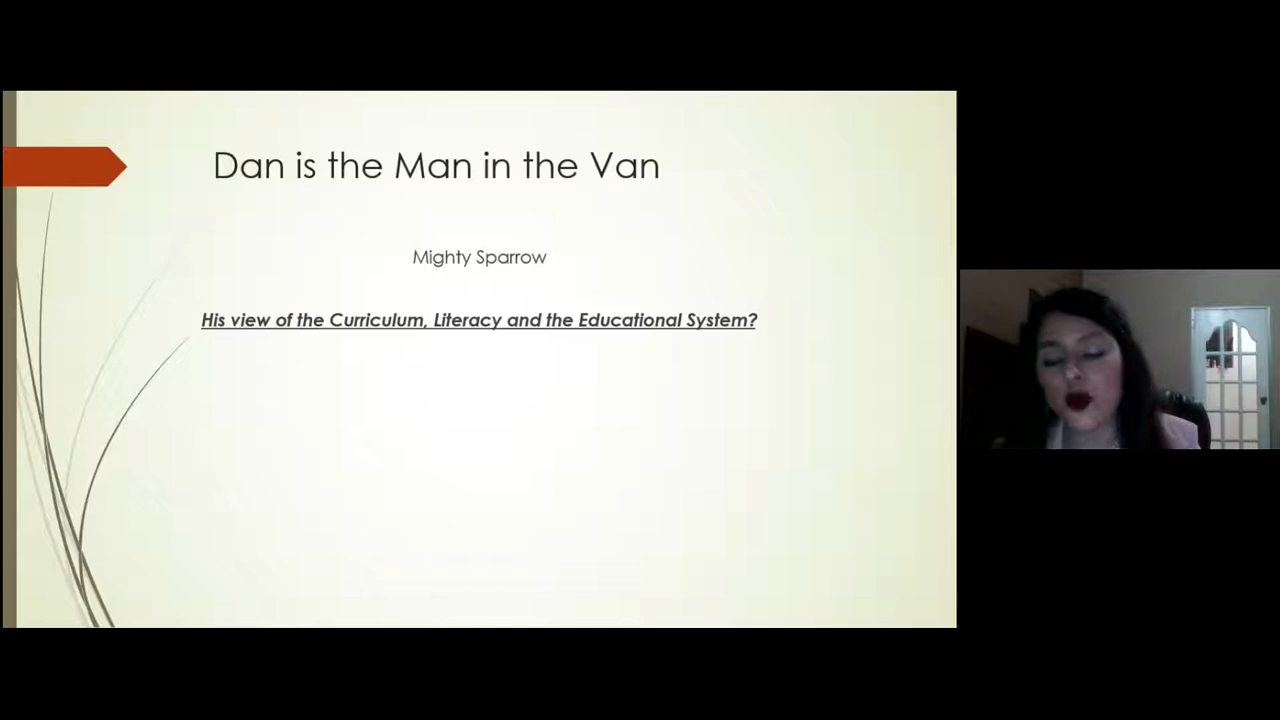 Dan is the Man in the Van
Mighty Sparrow
His view of the Curriculum, Literacy and the Educational System?